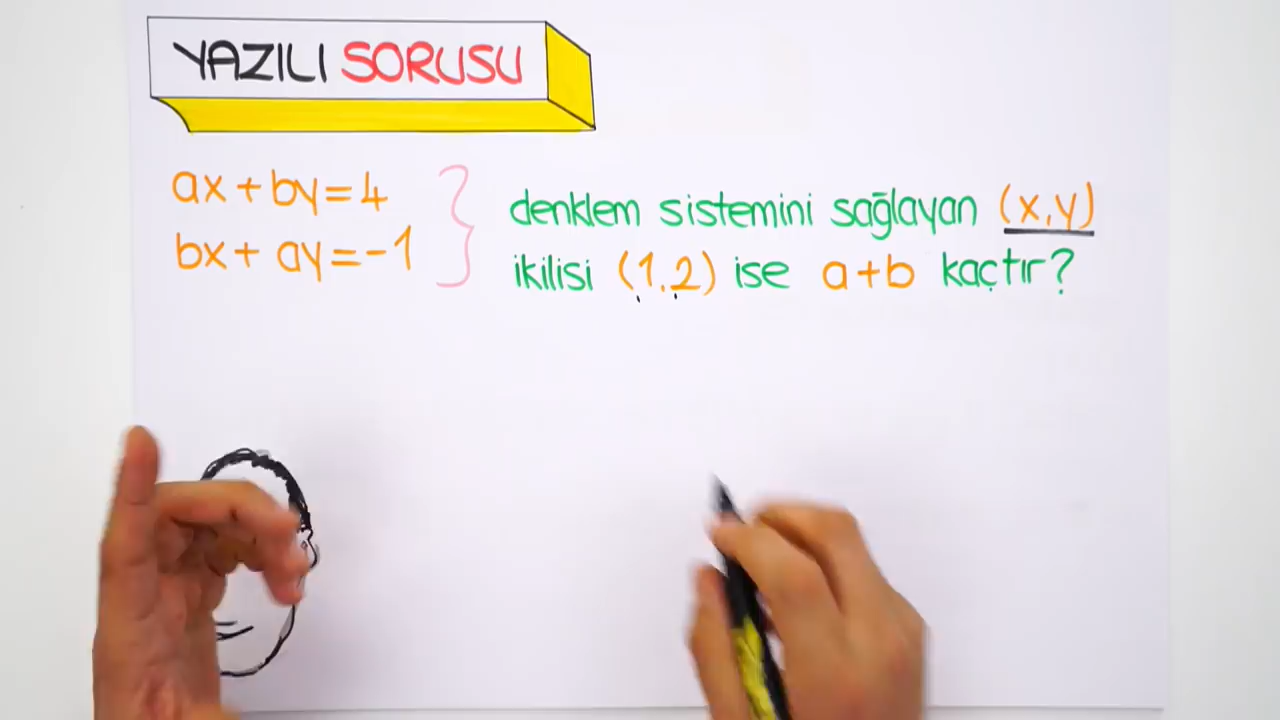 YAZILI SORUSU
ax + by = 4
bx + ay = -1
denklem sistemini sağlayan (x,y)
ikilisi (1,2) ise a+b kaçtır?